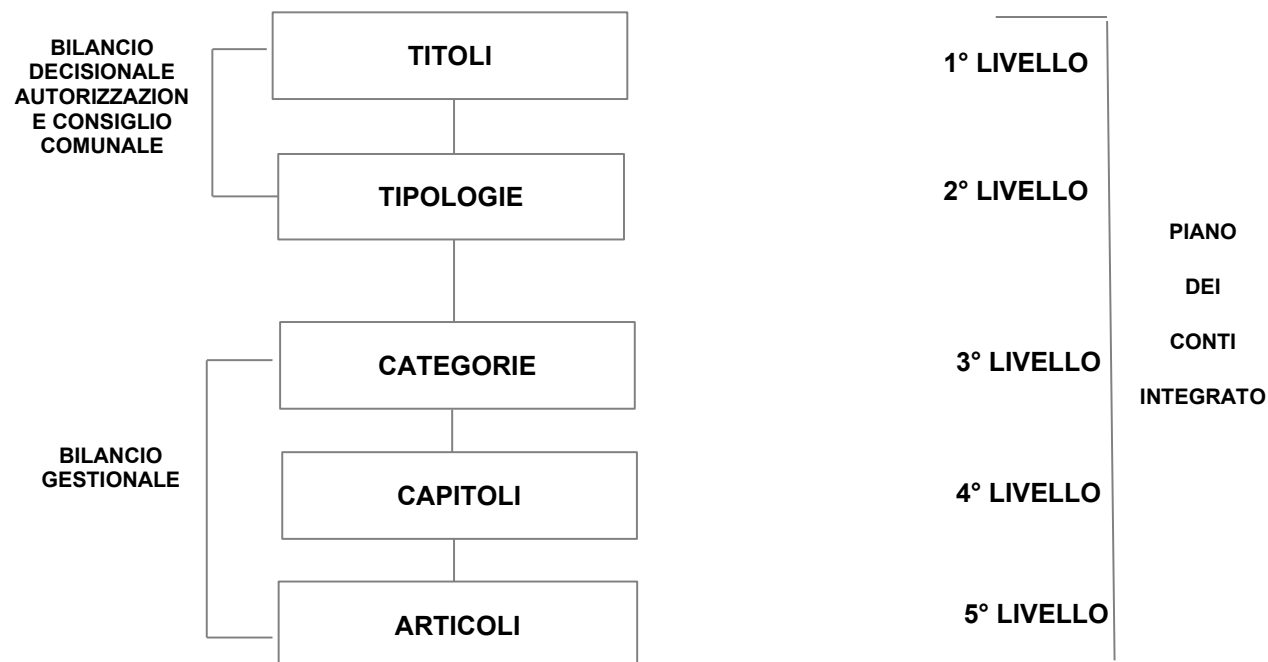 BILANCIO
DECISIONALE
AUTORIZZAZION
E CONSIGLIO
COMUNALE
TITOLI
1° LIVELLO
TIPOLOGIE
2° LIVELLO
PIANO
DEI
CONTI
INTEGRATO
CATEGORIE
3° LIVELLO
BILANCIO
GESTIONALE
CAPITOLI
4° LIVELLO
ARTICOLI
5° LIVELLO